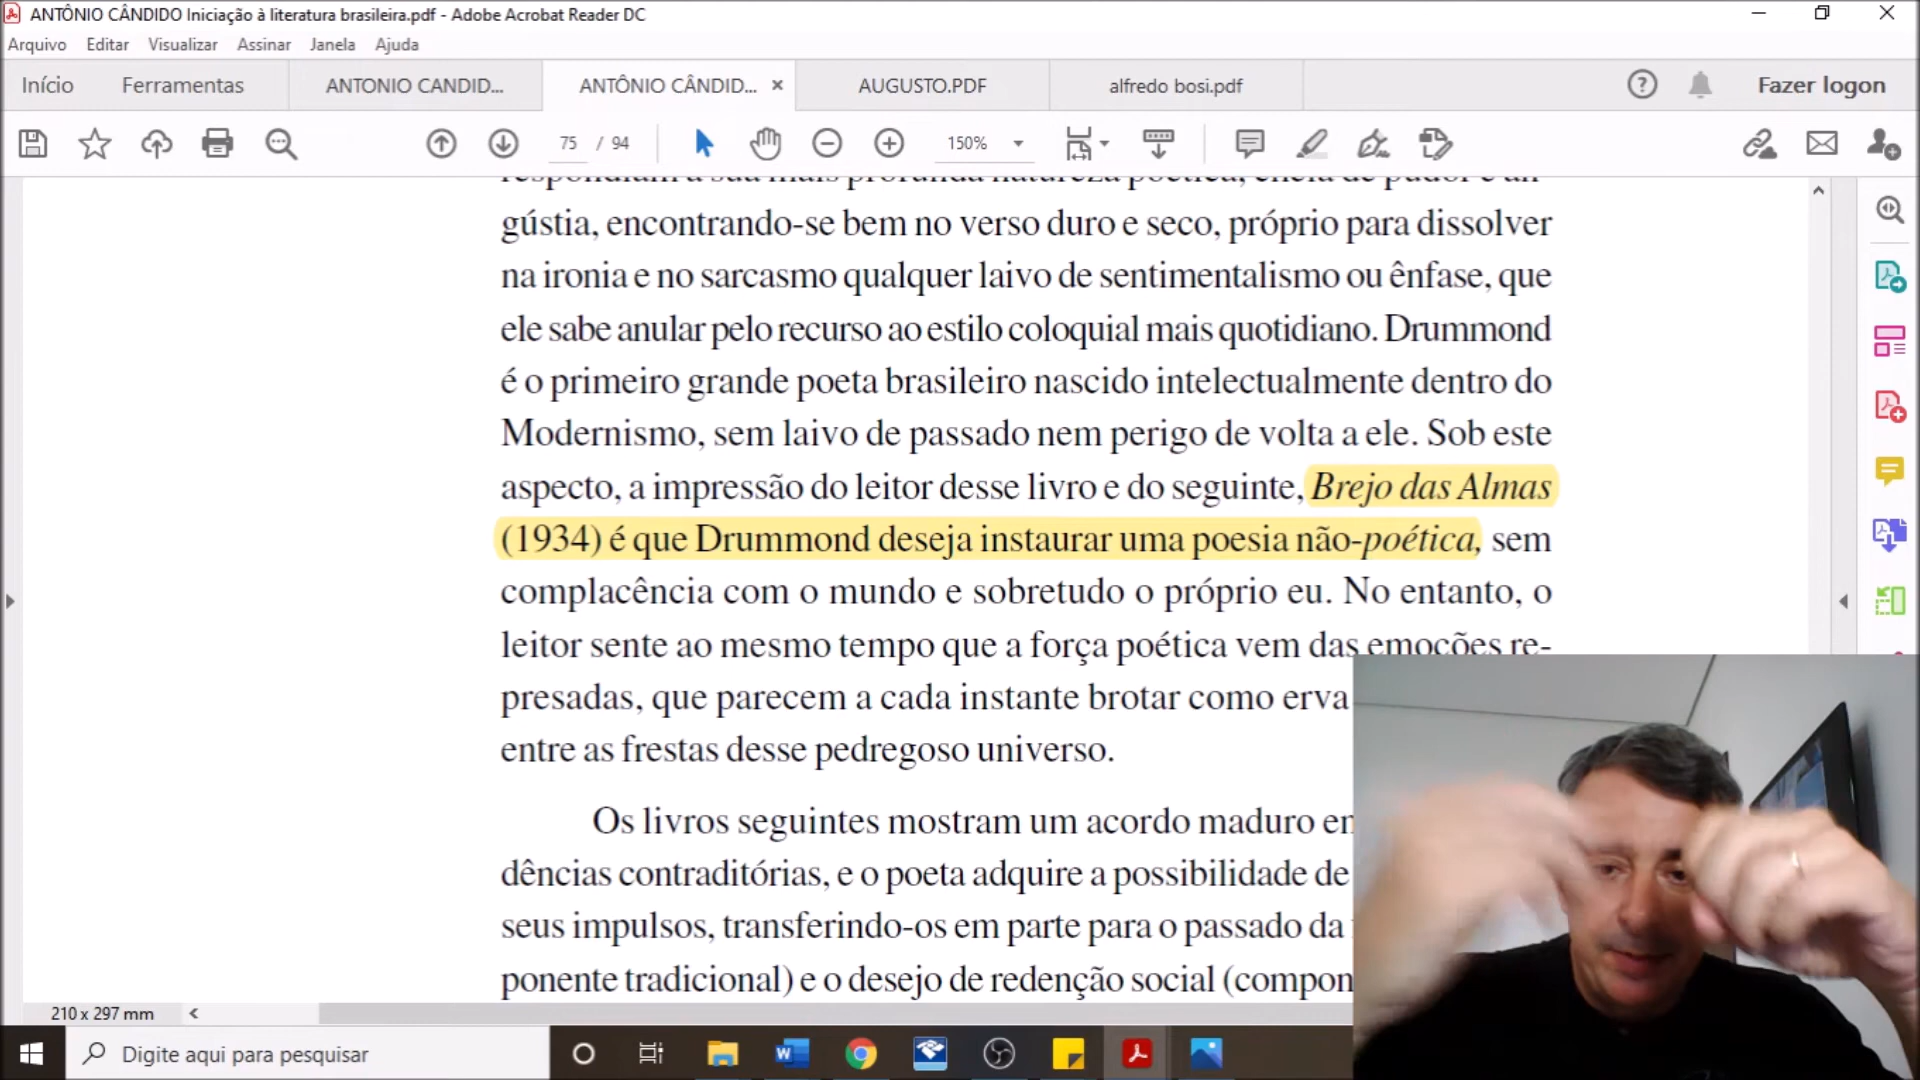 ANTÔNIO CÂNDIDO Iniciação à literatura brasileira.pdf - Adobe Acrobat Reader DC
Arquivo Editar Visualizar Assinar Janela Ajuda
Início Ferramentas ANTONIO CANDID... ANTÔNIO CÂNDID... AUGUSTO.PDF alfredo bosi.pdf Fazer logon
75 / 94 150%
gústia, encontrando-se bem no verso duro e seco, próprio para dissolver
na ironia e no sarcasmo qualquer laivo de sentimentalismo ou ênfase, que
ele sabe anular pelo recurso ao estilo coloquial mais quotidiano. Drummond
é o primeiro grande poeta brasileiro nascido intelectualmente dentro do
Modernismo, sem laivo de passado nem perigo de volta a ele. Sob este
aspecto, a impressão do leitor desse livro e do seguinte, Brejo das Almas
(1934) é que Drummond deseja instaurar uma poesia não-poética, sem
complacência com o mundo e sobretudo o próprio eu. No entanto, o
leitor sente ao mesmo tempo que a força poética vem das emoções re-
presadas, que parecem a cada instante brotar como erva
entre as frestas desse pedregoso universo.
Os livros seguintes mostram um acordo maduro en
dências contraditórias, e o poeta adquire a possibilidade de
seus impulsos, transferindo-os em parte para o passado da
ponente tradicional) e o desejo de redenção social (compon
210 x 297 mm
Digite aqui para pesquisar